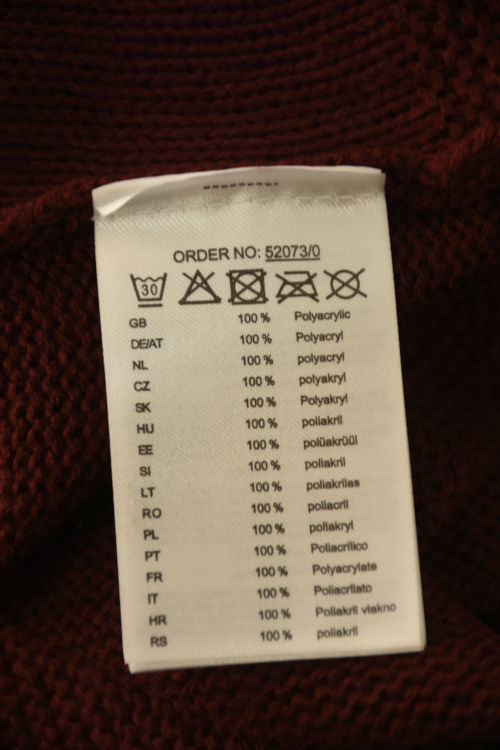 ORDER NO: 52073/0
30
GB 100 % Polyacrylic
DE/AT 100 % Polyacryl
NL 100 % polyacryl
CZ 100 % polyakryl
SK 100 % Polyakryl
HU 100 % poliakril
EE 100 % polüakrüül
SI 100 % poliakril
LT 100 % poliakrilas
RO 100 % poliacril
PL 100 % poliakryl
PT 100 % Poliacrílico
FR 100 % Polyacrylate
IT 100 % Poliacrilato
HR 100 % Poliakril vlakno
RS 100 % poliakril